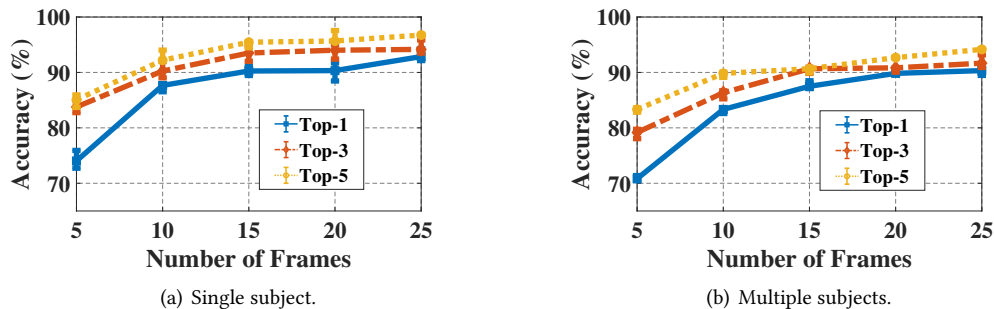 100
90
80
70
Accuracy (%)
Top-1
Top-3
Top-5
5 10 15 20 25
Number of Frames
(a) Single subject.
100
90
80
70
Accuracy (%)
Top-1
Top-3
Top-5
5 10 15 20 25
Number of Frames
(b) Multiple subjects.